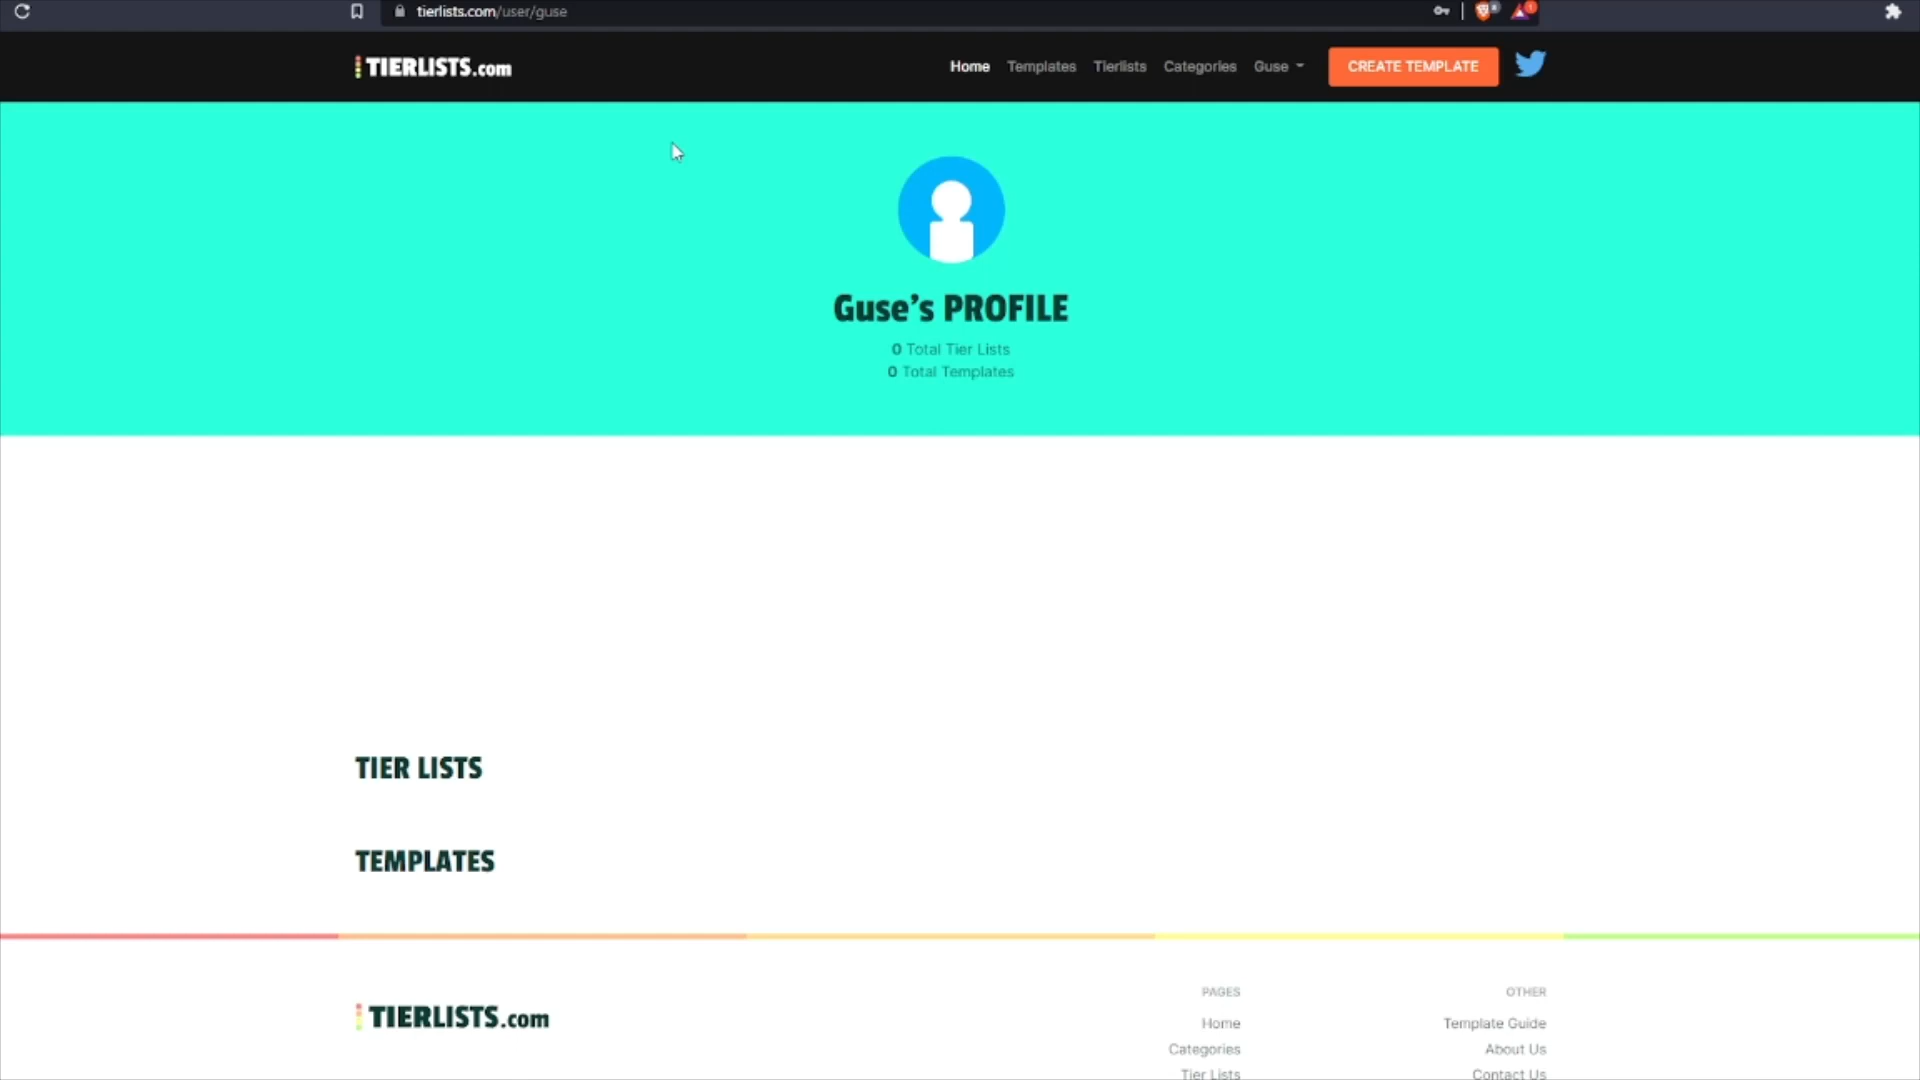 tierlists.com/user/guse
TIERLISTS.com
Home Templates Tierlists Categories Guse CREATE TEMPLATE
Guse's PROFILE
0 Total Tier Lists
0 Total Templates
TIER LISTS
TEMPLATES
TIERLISTS.com
PAGES
Home
Categories
Tier Lists
OTHER
Template Guide
About Us
Contact Us